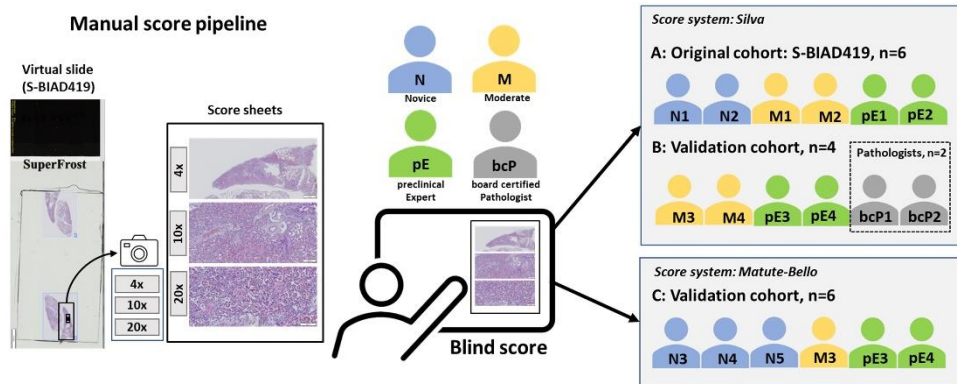 Manual score pipeline
Virtual slide
(S-BIAD419)
SuperFrost
4x
10x
20x
Score sheets
4x
10x
20x
N
Novice
M
Moderate
pE
preclinical
Expert
bcP
board certified
Pathologist
Blind score
Score system: Silva
A: Original cohort: S-BIAD419, n=6
N1 N2 M1 M2 pE1 pE2
B: Validation cohort, n=4
Pathologists, n=2
M3 M4 pE3 pE4 bcP1 bcP2
Score system: Matute-Bello
C: Validation cohort, n=6
N3 N4 N5 M3 pE3 pE4